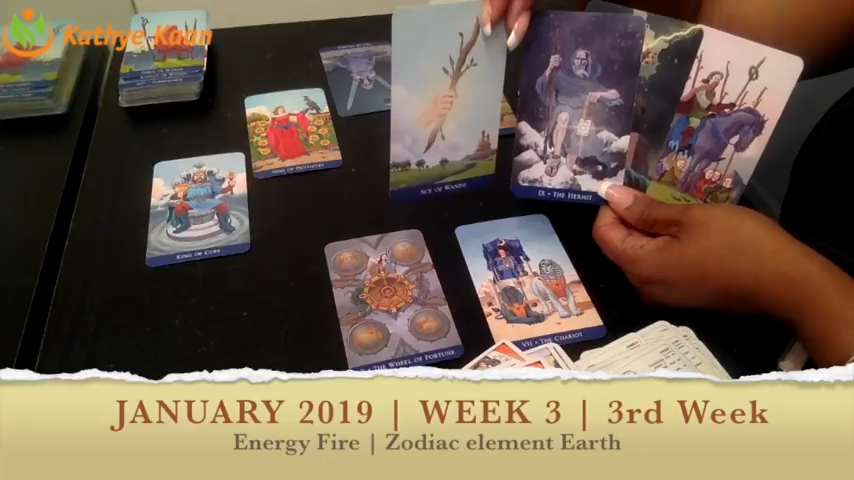 Kathye Kaan
ACE OF WANDS
IX • THE HERMIT
KING OF CUPS
THE WHEEL OF FORTUNE
VII • THE CHARIOT
JANUARY 2019 | WEEK 3 | 3rd Week
Energy Fire | Zodiac element Earth